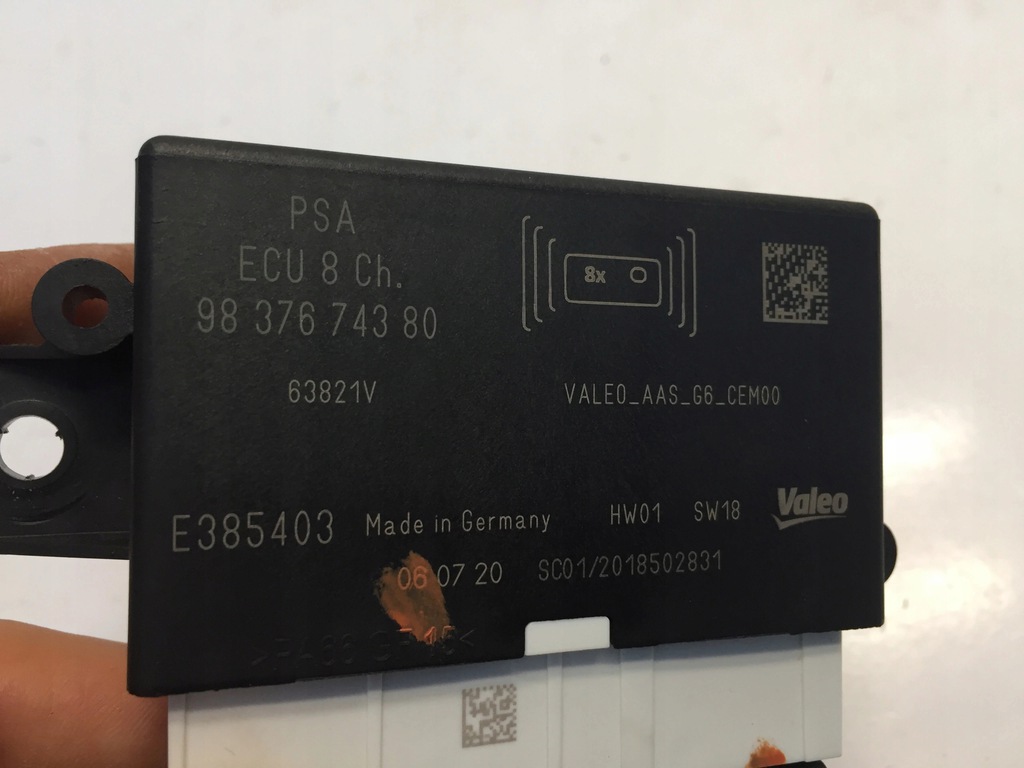 PSA
ECU 8 Ch.
98 376 743 80
8x
63821V
VALEO_AAS_G6_CEM00
E385403
Made in Germany
HW01 SW18
Valeo
06 07 20
SC01/2018502831